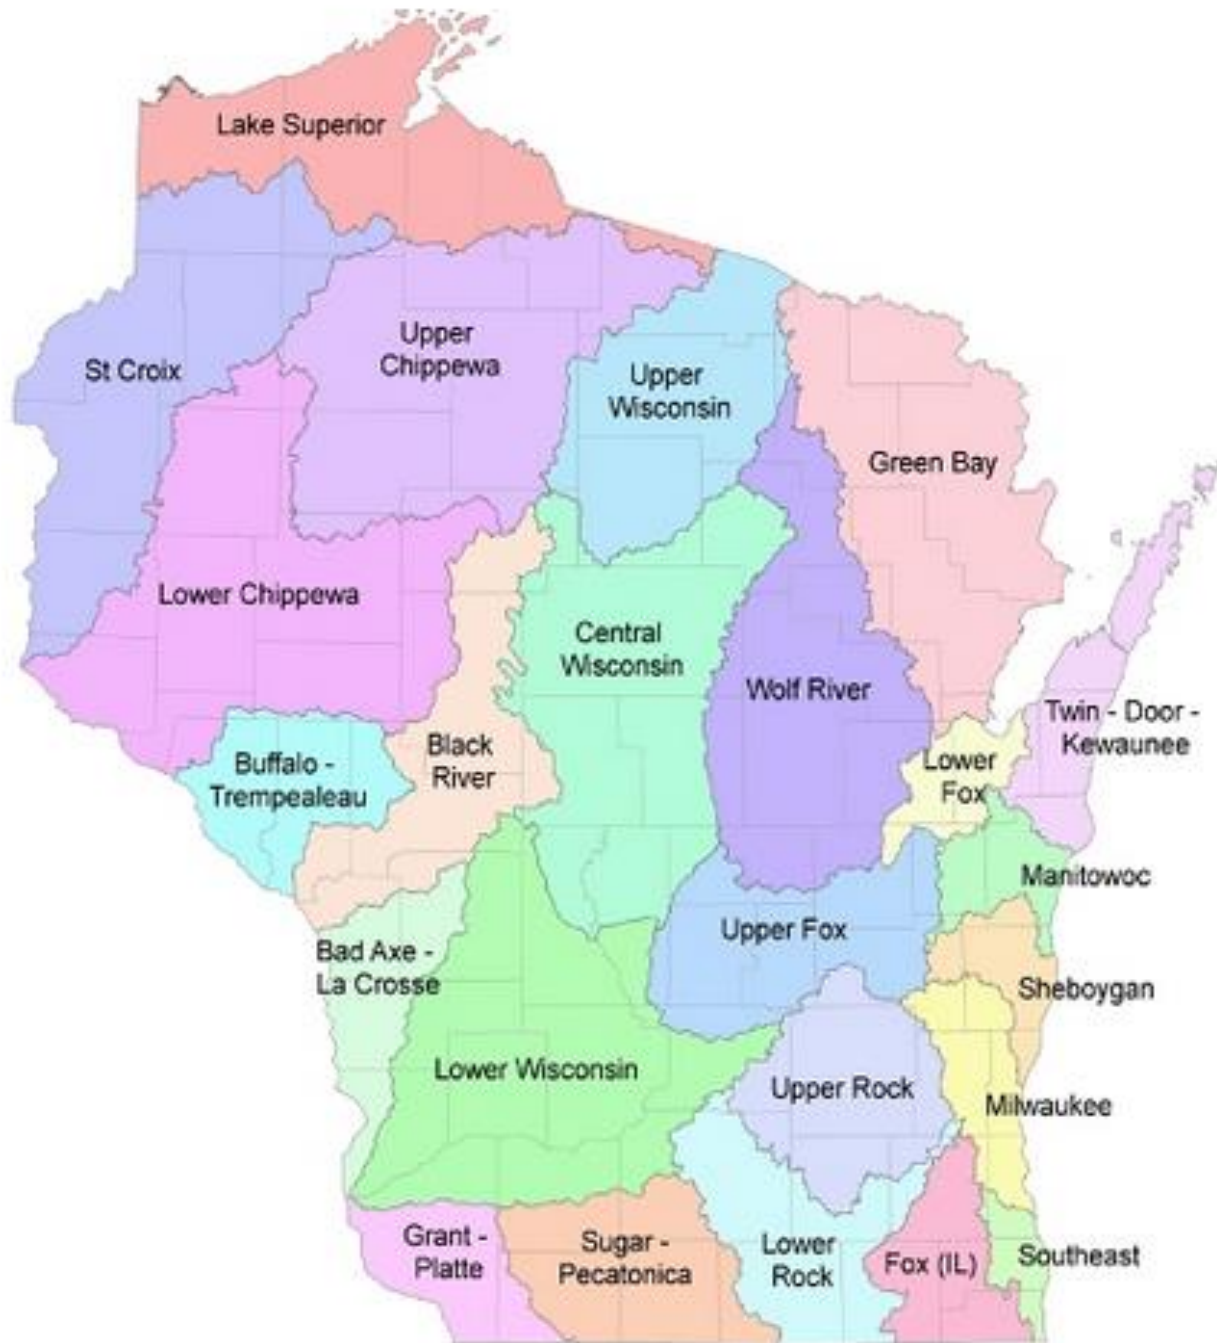 Lake Superior
Upper
Chippewa
St Croix
Upper
Wisconsin
Green Bay
Lower Chippewa
Central
Wisconsin
Wolf River
Twin - Door -
Kewaunee
Black
River
Buffalo -
Trempealeau
Lower
Fox
Manitowoc
Upper Fox
Bad Axe -
La Crosse
Sheboygan
Lower Wisconsin
Upper Rock
Milwaukee
Grant -
Platte
Sugar -
Pecatonica
Lower
Rock
Fox (IL)
Southeast